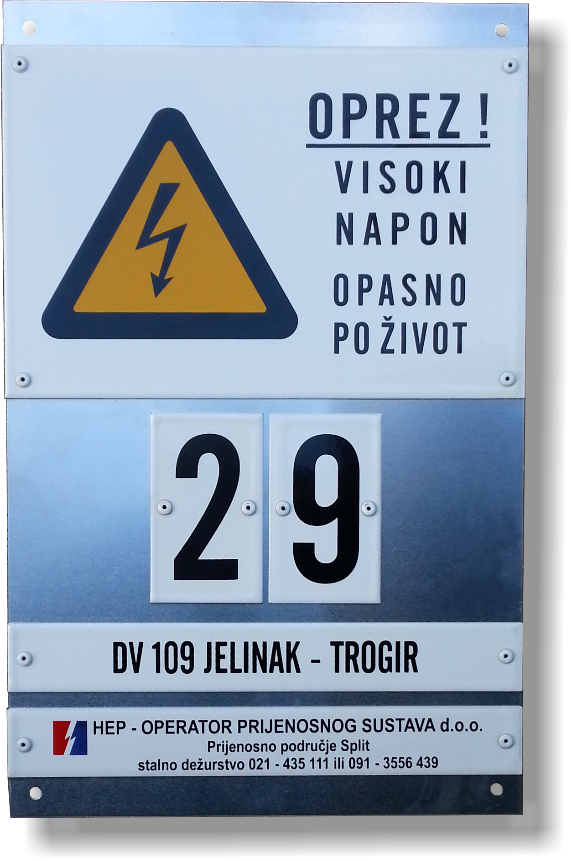 OPREZ !
VISOKI
NAPON
OPASNO
PO ŽIVOT
29
DV 109 JELINAK - TROGIR
HEP - OPERATOR PRIJENOSNOG SUSTAVA d.o.o.
Prijenosno područje Split
stalno dežurstvo 021 - 435 111 ili 091 - 3556 439